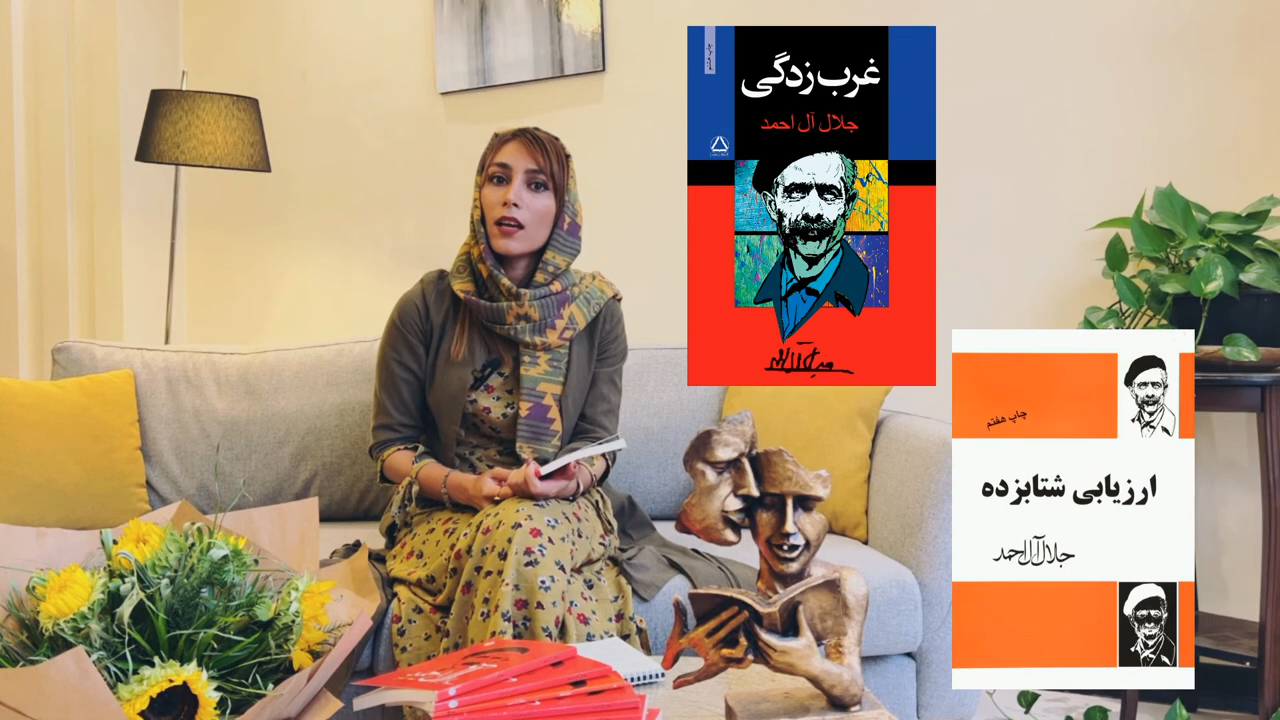 غرب‌زدگی
جلال آل احمد
چاپ هفتم
ارزیابی شتابزده
جلال آل احمد